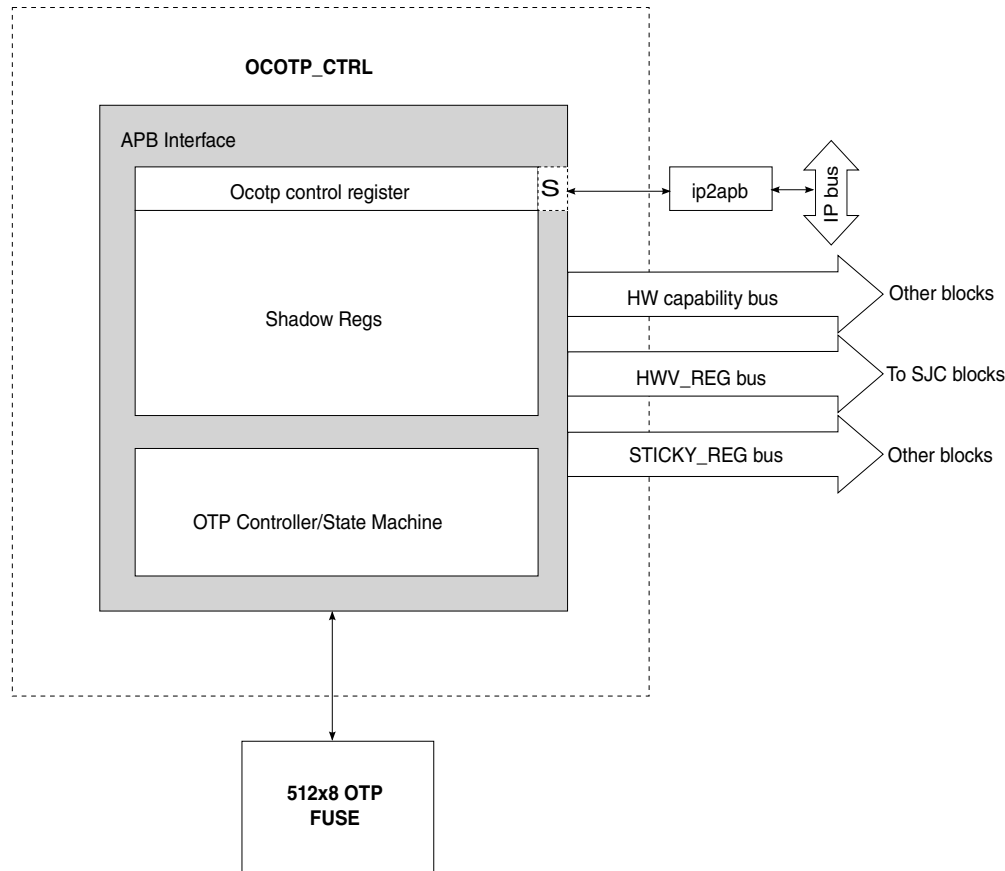 OCOTP_CTRL
APB Interface
Ocotp control register
S
ip2apb
IP bus
Shadow Regs
HW capability bus
Other blocks
HWV_REG bus
To SJC blocks
STICKY_REG bus
Other blocks
OTP Controller/State Machine
512x8 OTP
FUSE